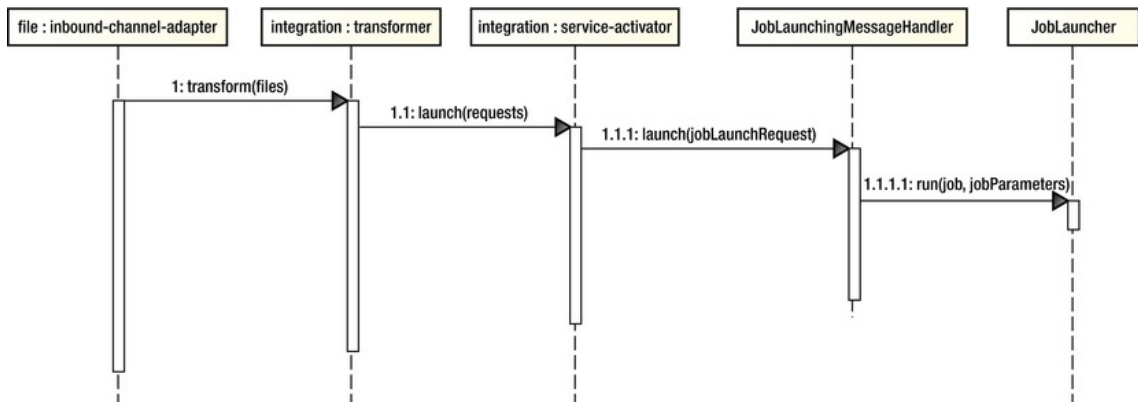 file : inbound-channel-adapter
integration : transformer
integration : service-activator
JobLaunchingMessageHandler
JobLauncher
1: transform(files)
1.1: launch(requests)
1.1.1: launch(jobLaunchRequest)
1.1.1.1: run(job, jobParameters)